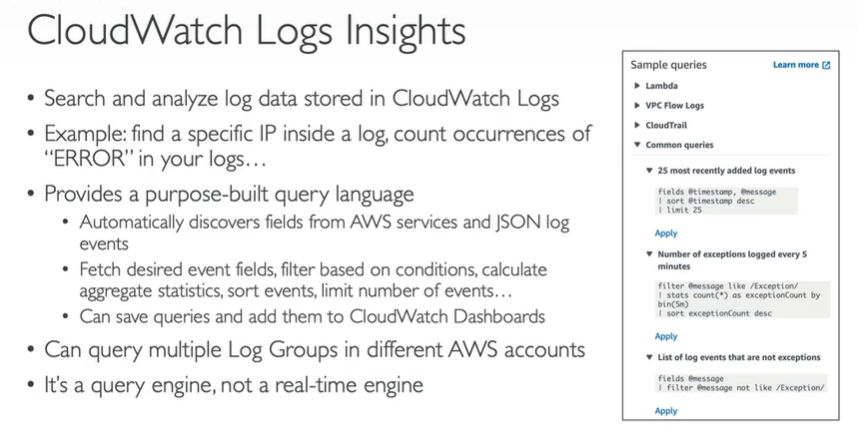 CloudWatch Logs Insights
• Search and analyze log data stored in CloudWatch Logs
• Example: find a specific IP inside a log, count occurrences of
“ERROR” in your logs…
• Provides a purpose-built query language
• Automatically discovers fields from AWS services and JSON log
events
• Fetch desired event fields, filter based on conditions, calculate
aggregate statistics, sort events, limit number of events…
• Can save queries and add them to CloudWatch Dashboards
• Can query multiple Log Groups in different AWS accounts
• It’s a query engine, not a real-time engine
Sample queries
Learn more
Lambda
VPC Flow Logs
CloudTrail
Common queries
25 most recently added log events
fields @timestamp, @message
| sort @timestamp desc
| limit 25
Apply
Number of exceptions logged every 5
minutes
filter @message like /Exception/
| stats count(*) as exceptionCount by
bin(5m)
| sort exceptionCount desc
Apply
List of log events that are not exceptions
fields @message
| filter @message not like /Exception/
Apply